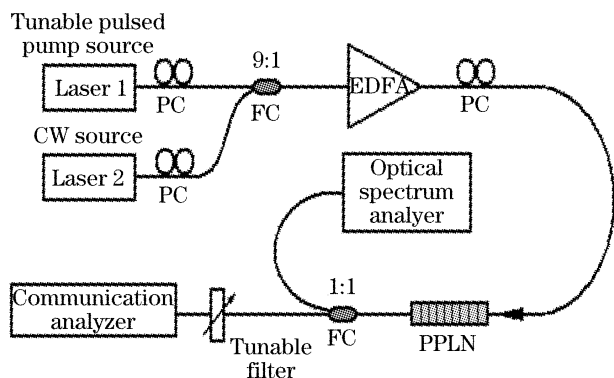 Tunable pulsed
pump source
Laser 1
PC
9:1
FC
EDFA
PC
CW source
Laser 2
PC
Optical
spectrum
analyer
Communication
analyzer
Tunable
filter
1:1
FC
PPLN